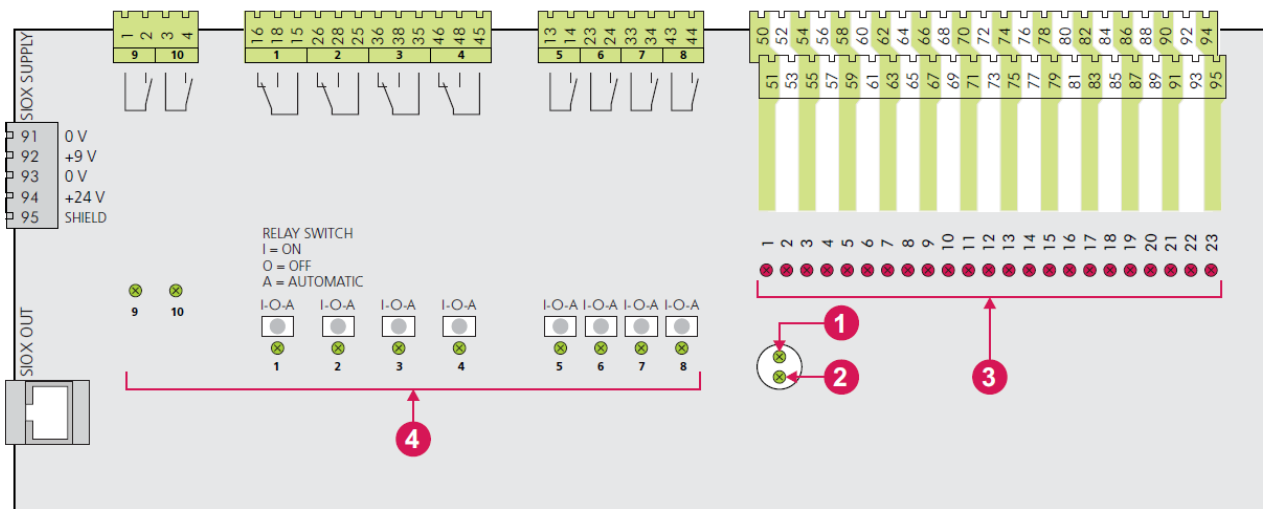 1 2 3 4
9 10
16 18 15 26 28 25 36 38 35 46 48 45
1 2 3 4
13 14 23 24 33 34 43 44
5 6 7 8
50 52 54 56 58 60 62 64 66 68 70 72 74 76 78 80 82 84 86 88 90 92 94
51 53 55 57 59 61 63 65 67 69 71 73 75 77 79 81 83 85 87 89 91 93 95
SIOX SUPPLY
91 0 V
92 +9 V
93 0 V
94 +24 V
95 SHIELD
RELAY SWITCH
I = ON
O = OFF
A = AUTOMATIC
1 2 3 4 5 6 7 8 9 10 11 12 13 14 15 16 17 18 19 20 21 22 23
I-O-A I-O-A I-O-A I-O-A I-O-A I-O-A I-O-A I-O-A
9 10
1 2 3 4 5 6 7 8
SIOX OUT
1
2
3
4